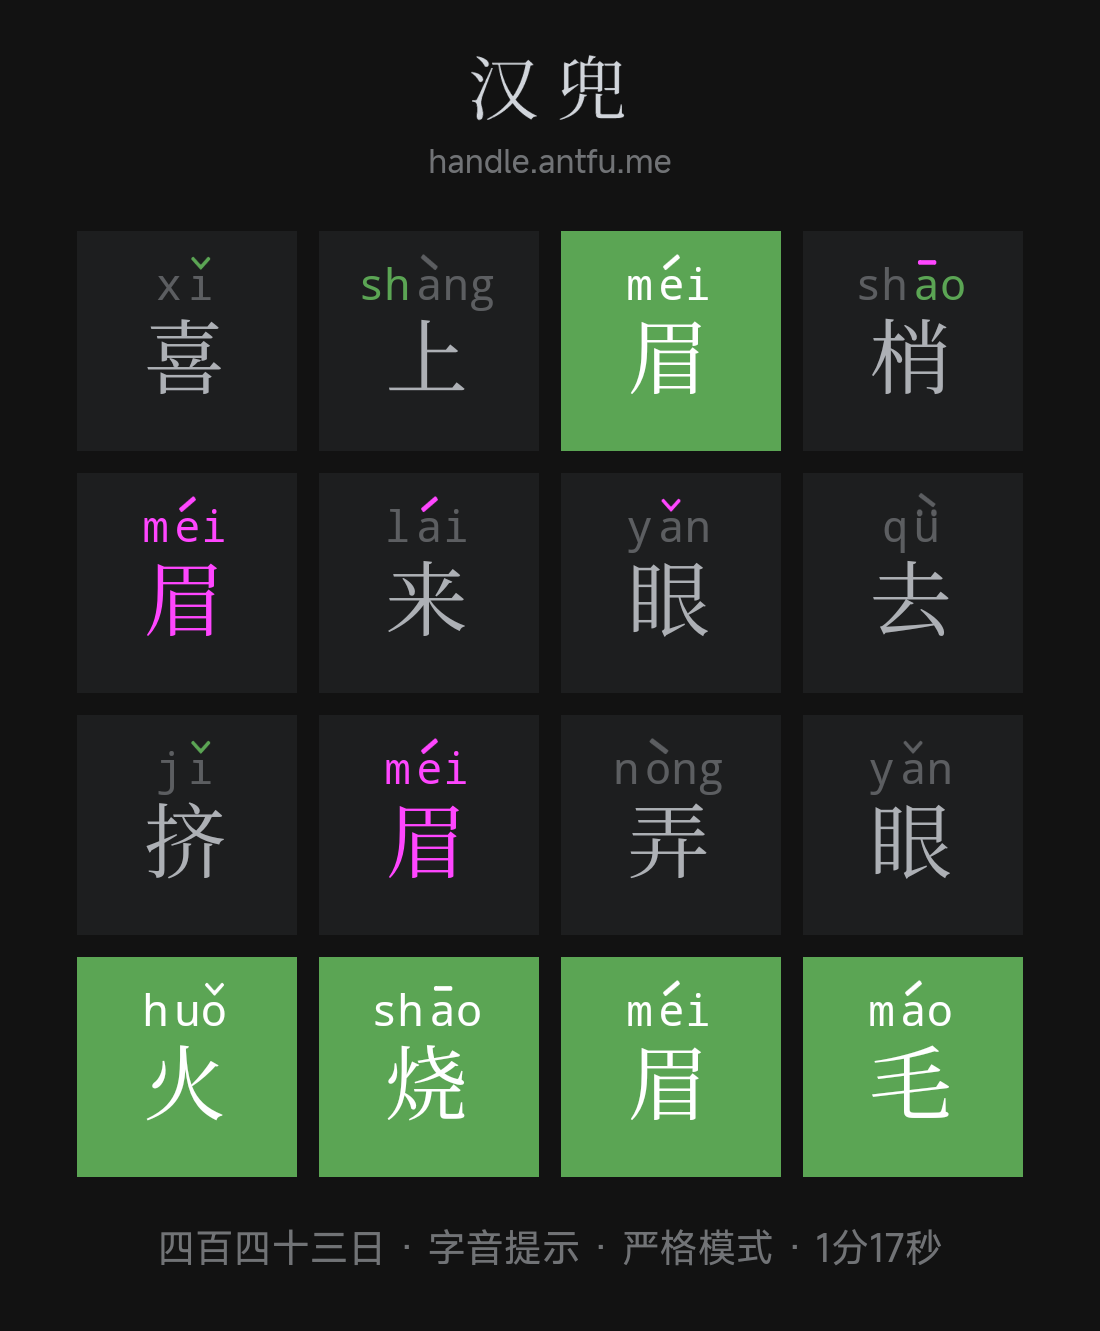 汉兜
handle.antfu.me
xǐ shàng méi shāo
喜 上 眉 梢
méi lái yǎn qù
眉 来 眼 去
jǐ méi nòng yǎn
挤 眉 弄 眼
huǒ shāo méi máo
火 烧 眉 毛
四百四十三日 · 字音提示 · 严格模式 · 1分17秒